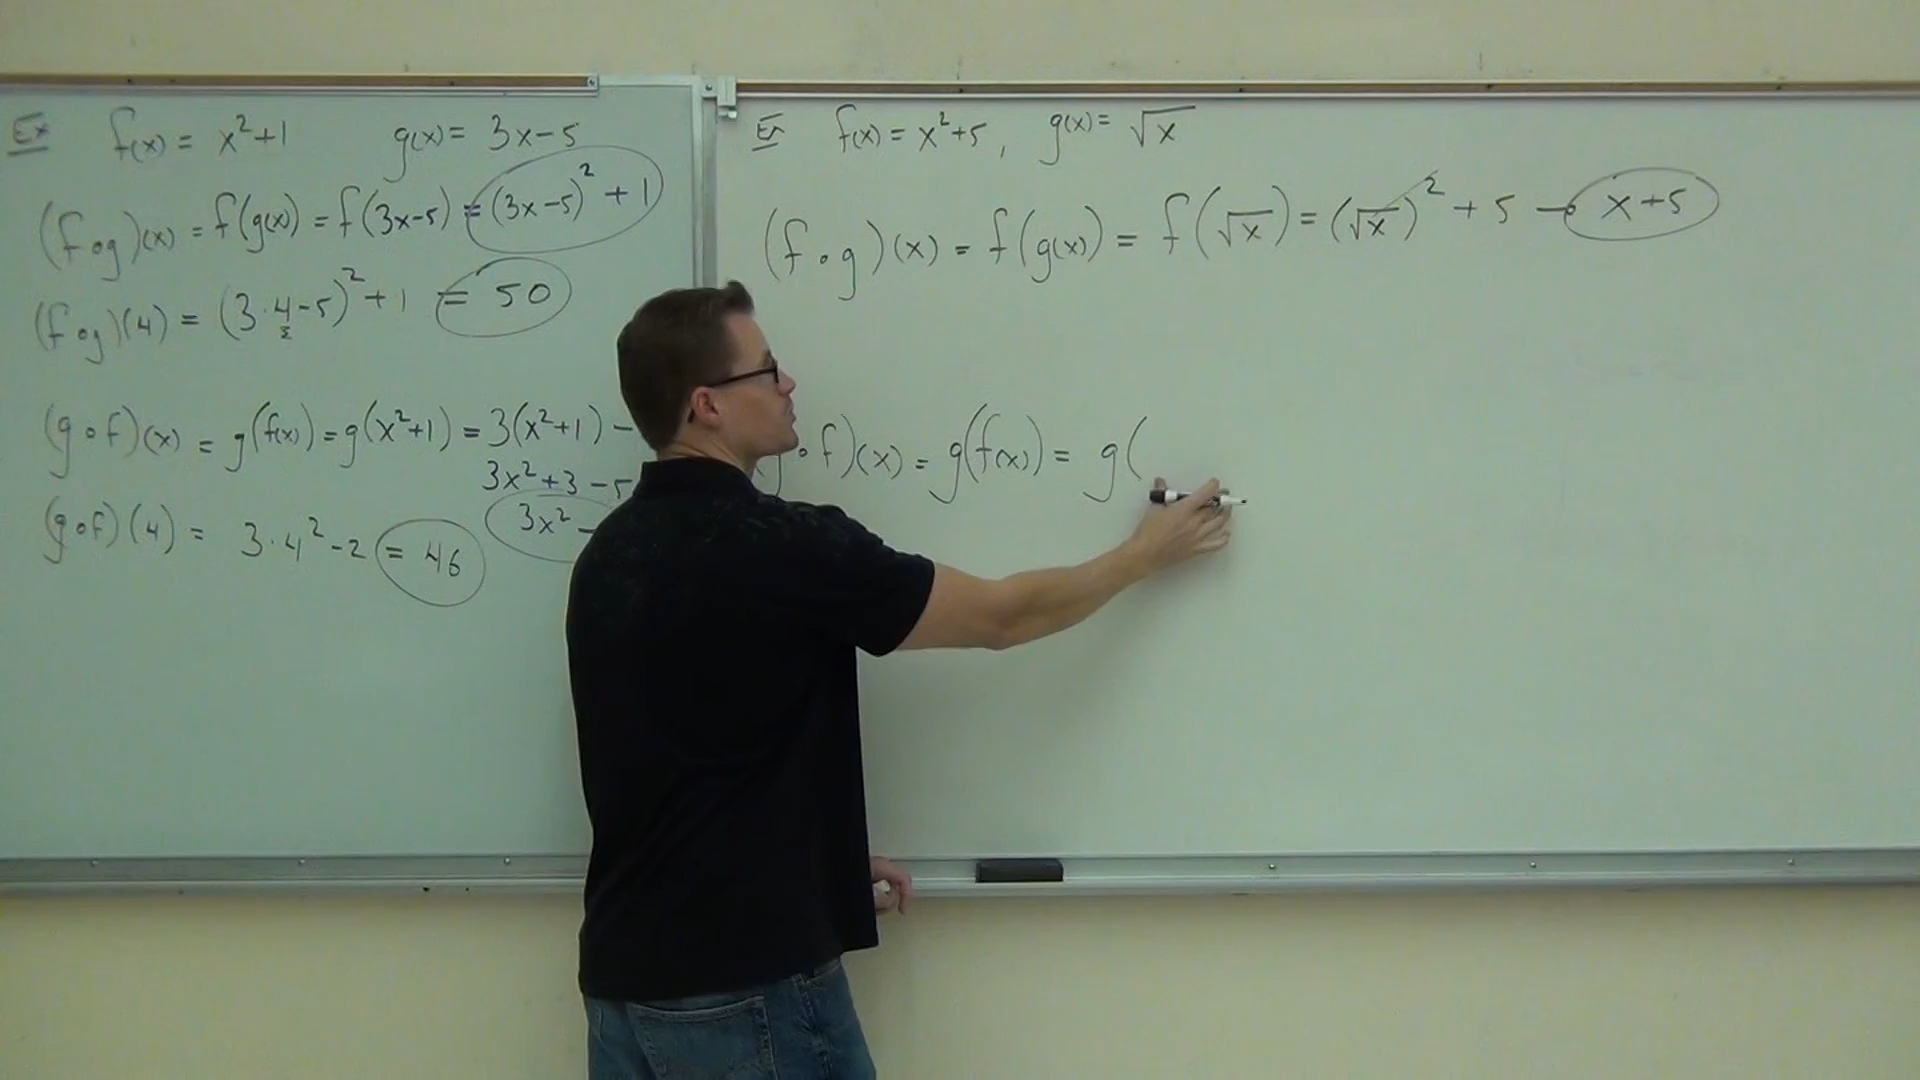 Ex f(x) = x²+1 g(x) = 3x-5
(f∘g)(x) = f(g(x)) = f(3x-5) = (3x-5)² + 1
(f∘g)(4) = (3·4-5)² + 1 = 50
(g∘f)(x) = g(f(x)) = g(x²+1) = 3(x²+1) -
3x²+3-5
3x² -
(g∘f)(4) = 3·4²-2 = 46
Ex f(x) = x²+5, g(x) = √x
(f∘g)(x) = f(g(x)) = f(√x) = (√x)² + 5 → x+5
∘f)(x) = g(f(x)) = g(